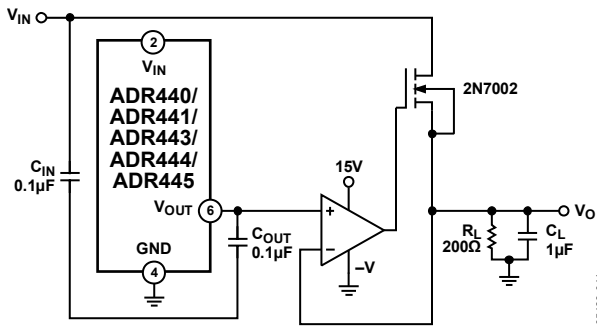 VIN
2
VIN
ADR440/
ADR441/
ADR443/
ADR444/
ADR445
2N7002
CIN
0.1µF
15V
VOUT
6
+
–
–V
COUT
0.1µF
GND
4
RL
200Ω
CL
1µF
VO